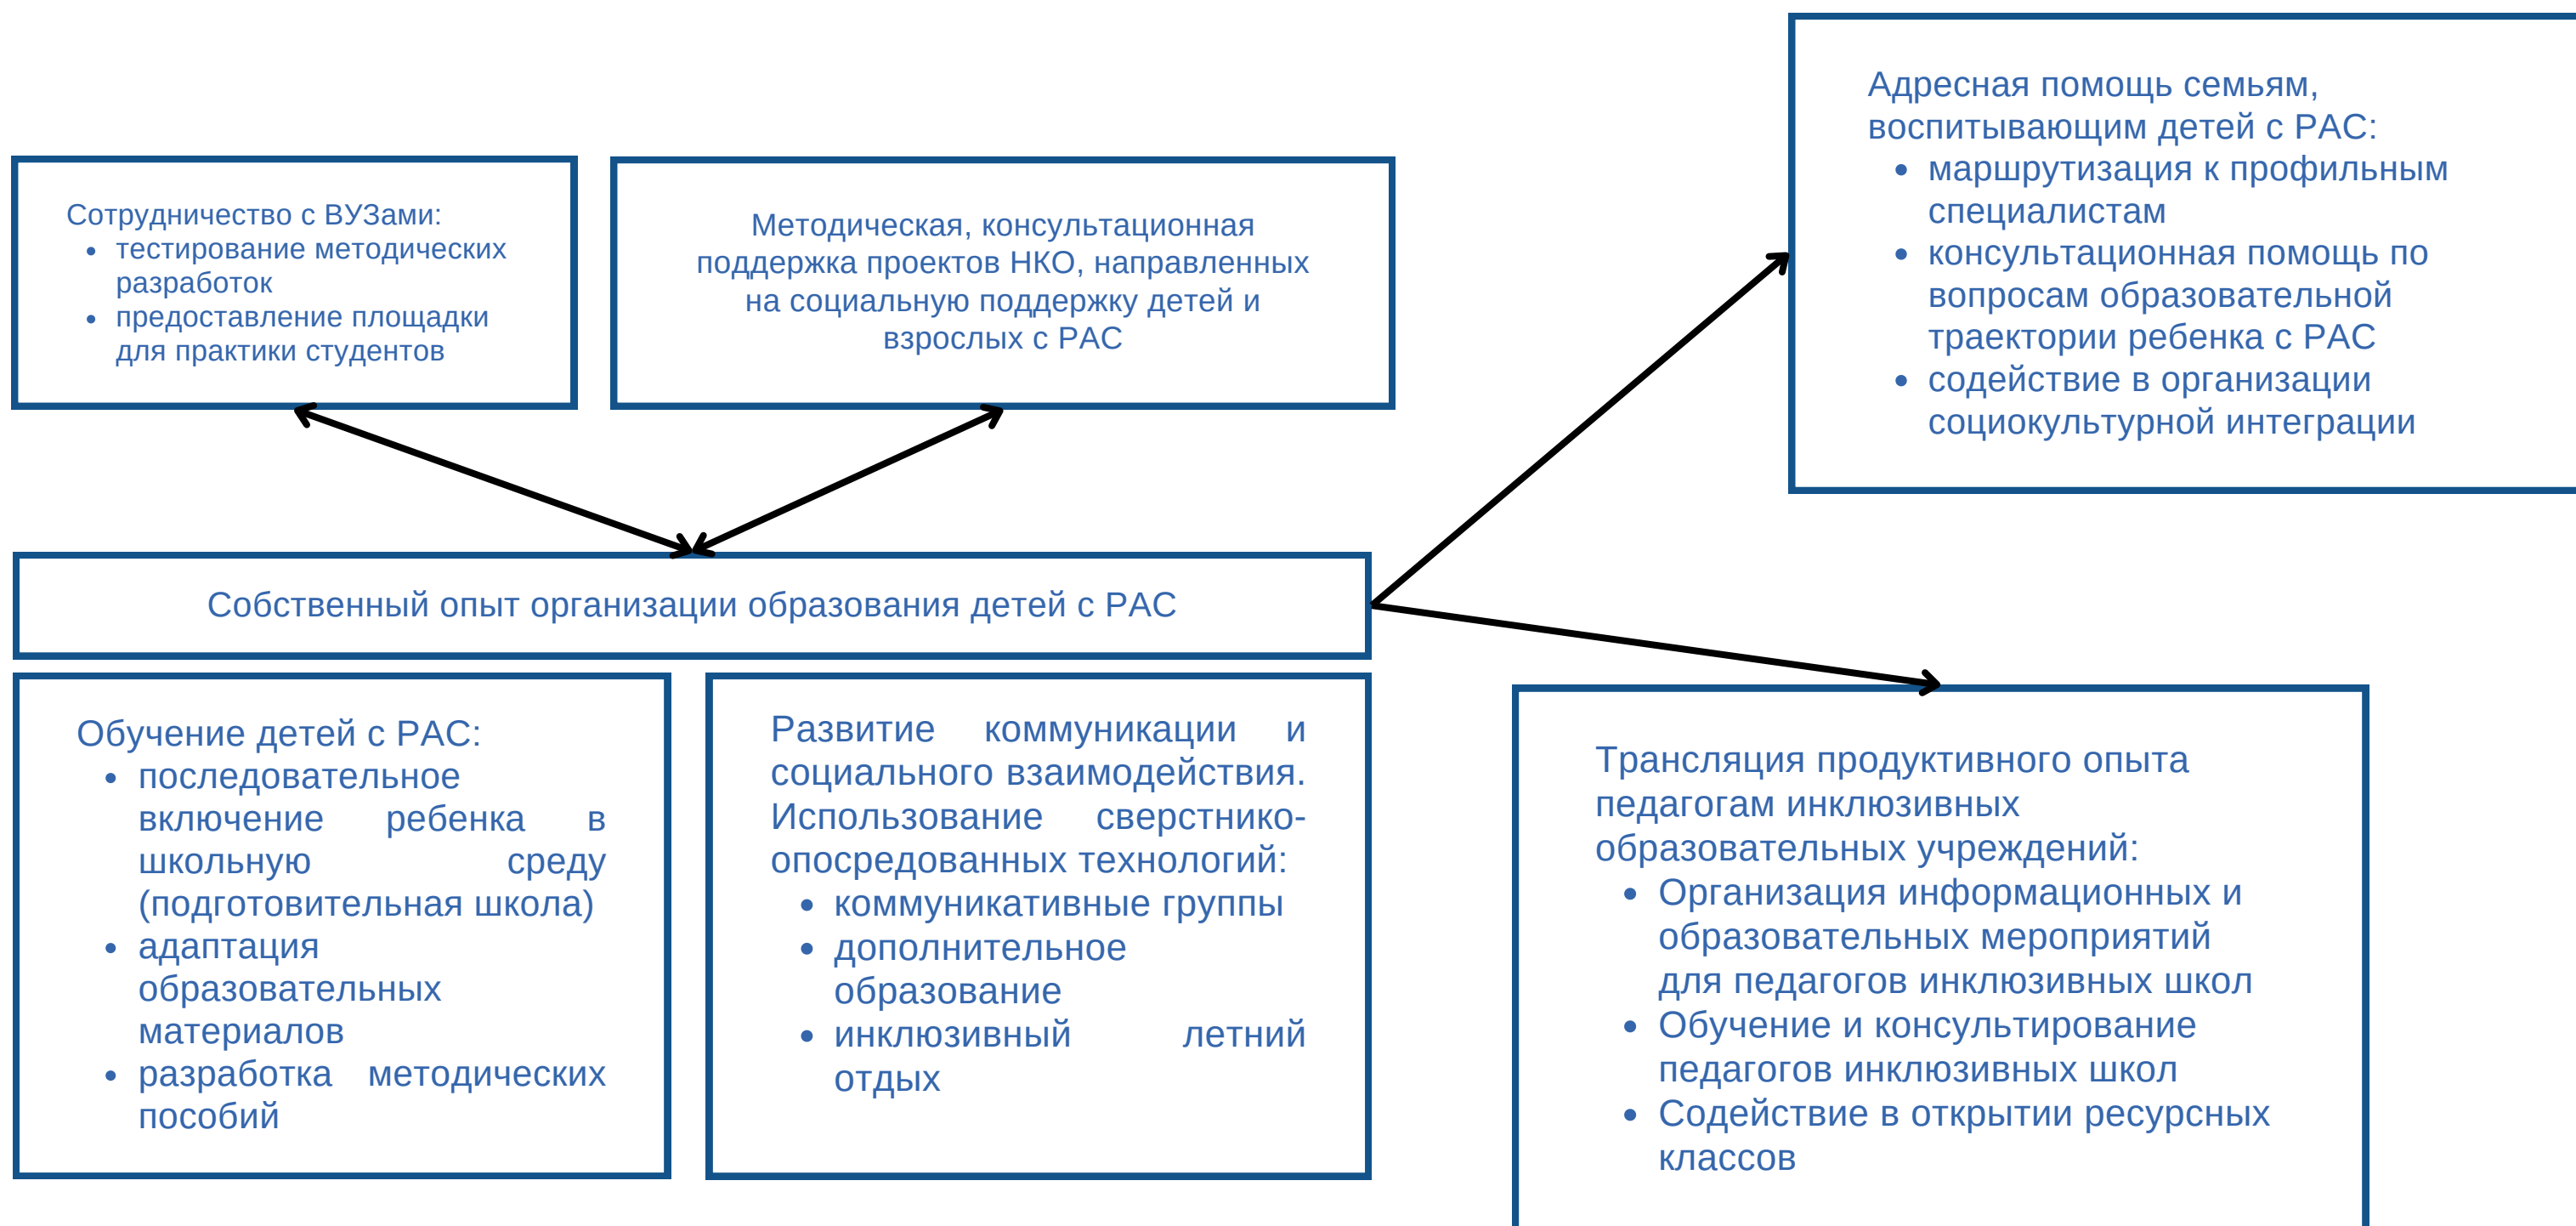 Адресная помощь семьям,
воспитывающим детей с РАС:
• маршрутизация к профильным
специалистам
• консультационная помощь по
вопросам образовательной
траектории ребенка с РАС
• содействие в организации
социокультурной интеграции
Сотрудничество с ВУЗами:
• тестирование методических
разработок
• предоставление площадки
для практики студентов
Методическая, консультационная
поддержка проектов НКО, направленных
на социальную поддержку детей и
взрослых с РАС
Собственный опыт организации образования детей с РАС
Обучение детей с РАС:
• последовательное
включение ребенка в
школьную среду
(подготовительная школа)
• адаптация
образовательных
материалов
• разработка методических
пособий
Развитие коммуникации и
социального взаимодействия.
Использование сверстнико-
опосредованных технологий:
• коммуникативные группы
• дополнительное
образование
• инклюзивный летний
отдых
Трансляция продуктивного опыта
педагогам инклюзивных
образовательных учреждений:
• Организация информационных и
образовательных мероприятий
для педагогов инклюзивных школ
• Обучение и консультирование
педагогов инклюзивных школ
• Содействие в открытии ресурсных
классов